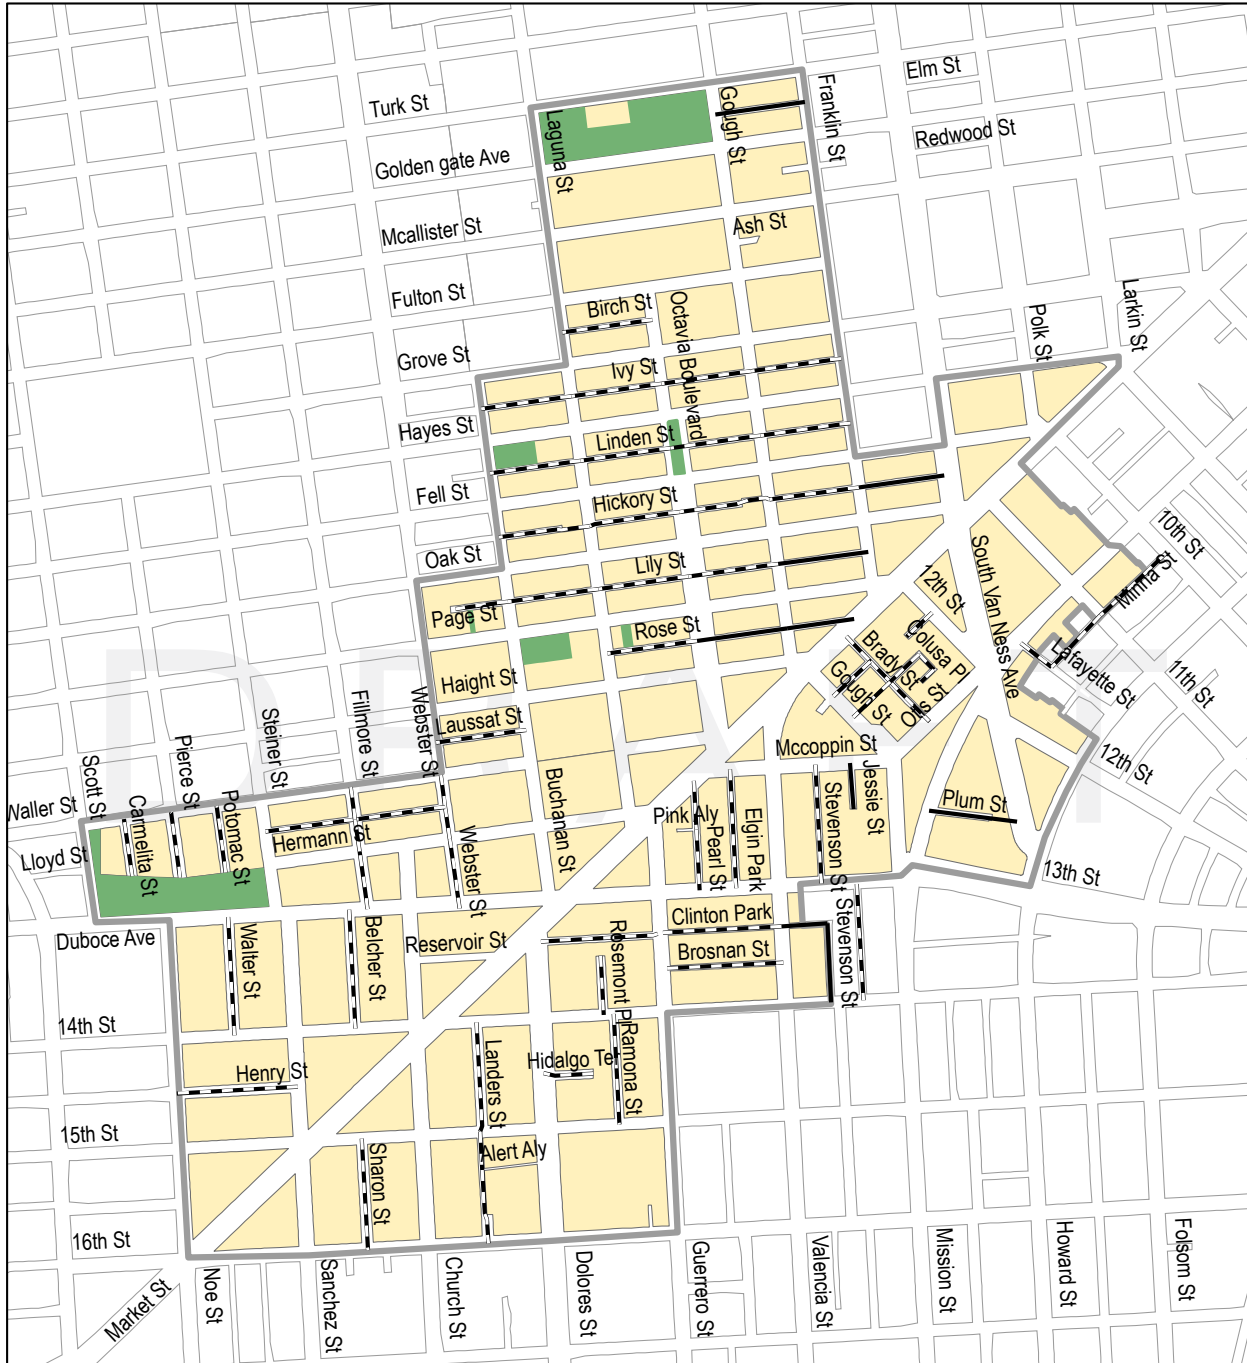 Elm St
Turk St
Gough St
Franklin St
Laguna St
Redwood St
Golden gate Ave
Mcallister St
Ash St
Fulton St
Birch St
Octavia Boulevard
Larkin St
Polk St
Grove St
Ivy St
Hayes St
Linden St
Fell St
Hickory St
10th St
Oak St
Lily St
South Van Ness Ave
Minna St
12th St
Page St
Rose St
Colusa Pl
Brady St
Lafayette St
11th St
Haight St
Gough St
Otis St
DRAFT
Webster St
Fillmore St
Steiner St
Laussat St
Mccoppin St
12th St
Pierce St
Scott St
Buchanan St
Jessie St
Waller St
Carmelita St
Potomac St
Hermann St
Webster St
Pink Aly
Pearl St
Elgin Park
Stevenson St
Plum St
Lloyd St
13th St
Duboce Ave
Walter St
Belcher St
Reservoir St
Rosemont Pl
Clinton Park
Brosnan St
Stevenson St
14th St
Henry St
Landers St
Hidalgo Ter
Ramona St
15th St
Sharon St
Alert Aly
16th St
Market St
Noe St
Sanchez St
Church St
Dolores St
Guerrero St
Valencia St
Mission St
Howard St
Folsom St